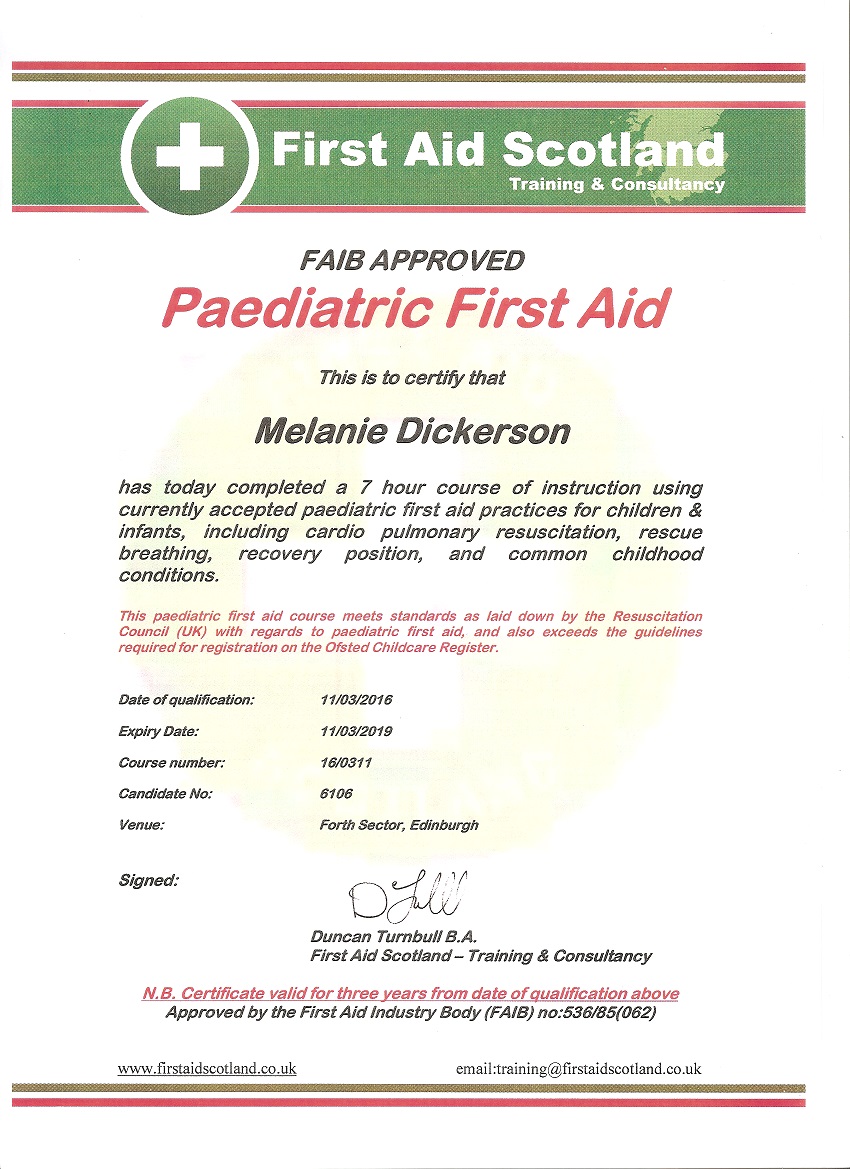 First Aid Scotland
Training & Consultancy
FAIB APPROVED
Paediatric First Aid
This is to certify that
Melanie Dickerson
has today completed a 7 hour course of instruction using
currently accepted paediatric first aid practices for children &
infants, including cardio pulmonary resuscitation, rescue
breathing, recovery position, and common childhood
conditions.
This paediatric first aid course meets standards as laid down by the Resuscitation
Council (UK) with regards to paediatric first aid, and also exceeds the guidelines
required for registration on the Ofsted Childcare Register.
Date of qualification: 11/03/2016
Expiry Date: 11/03/2019
Course number: 16/0311
Candidate No: 6106
Venue: Forth Sector, Edinburgh
Signed:
Duncan Turnbull B.A.
First Aid Scotland – Training & Consultancy
N.B. Certificate valid for three years from date of qualification above
Approved by the First Aid Industry Body (FAIB) no:536/85(062)
www.firstaidscotland.co.uk email:training@firstaidscotland.co.uk